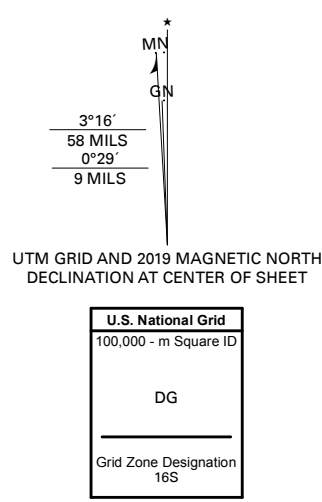 MN
GN
3°16´
58 MILS
0°29´
9 MILS
UTM GRID AND 2019 MAGNETIC NORTH
DECLINATION AT CENTER OF SHEET
U.S. National Grid
100,000 - m Square ID
DG
Grid Zone Designation
16S